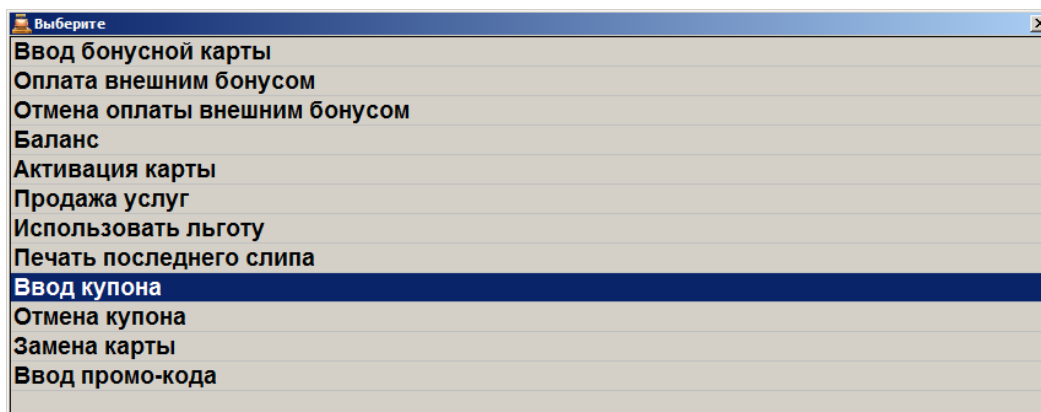 Выберите
Ввод бонусной карты
Оплата внешним бонусом
Отмена оплаты внешним бонусом
Баланс
Активация карты
Продажа услуг
Использовать льготу
Печать последнего слипа
Ввод купона
Отмена купона
Замена карты
Ввод промо-кода